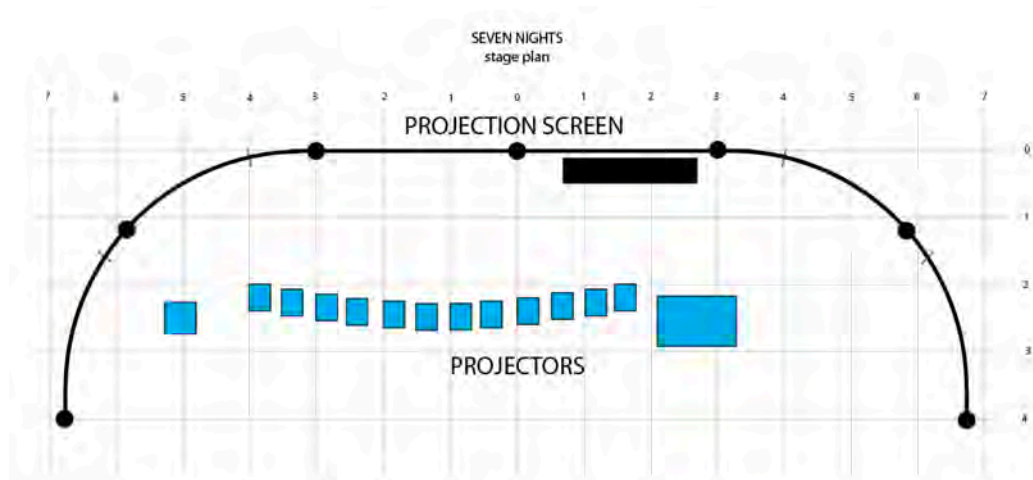 SEVEN NIGHTS
stage plan
7 6 5 4 3 2 1 0 1 2 3 4 5 6 7
PROJECTION SCREEN
0
1
2
3
PROJECTORS
4